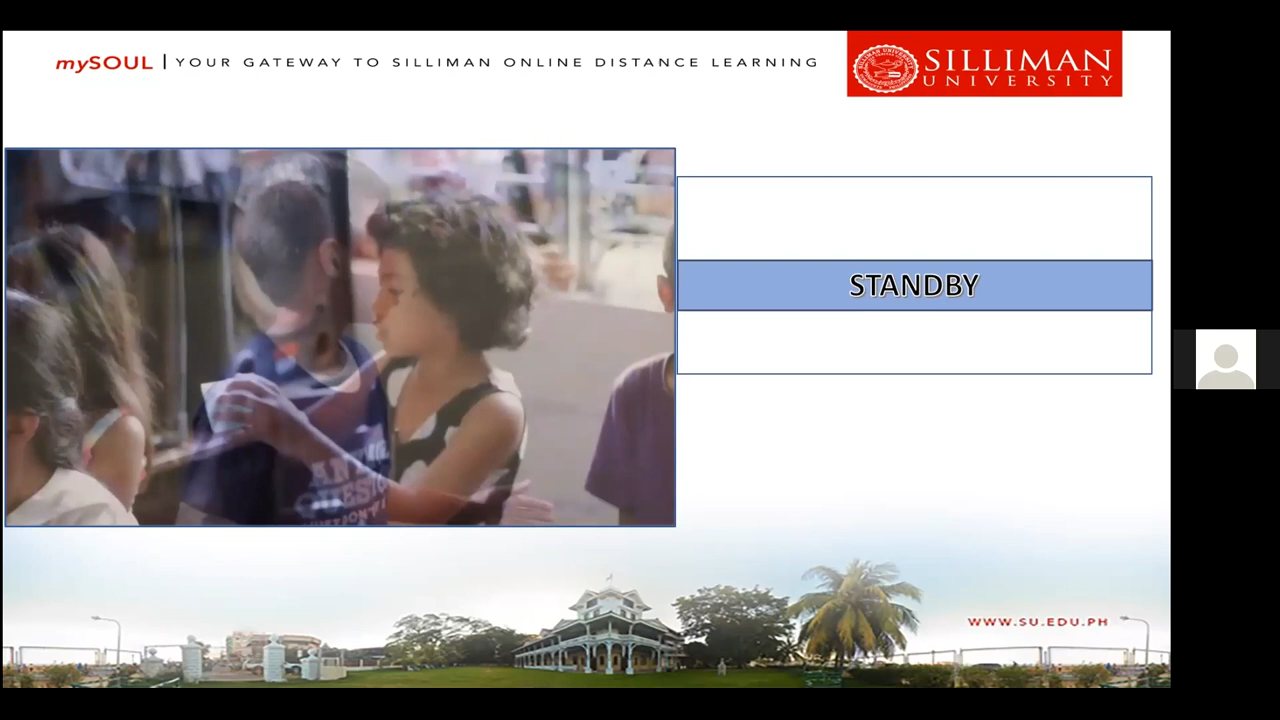 mySOUL | YOUR GATEWAY TO SILLIMAN ONLINE DISTANCE LEARNING
SILLIMAN
UNIVERSITY
STANDBY
WWW.SU.EDU.PH